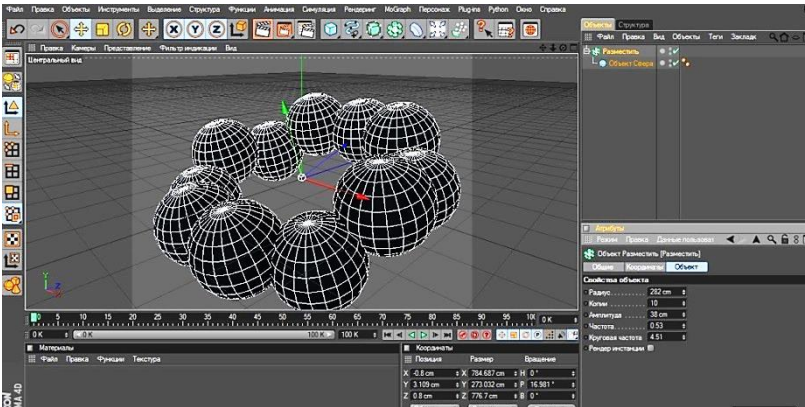 Файл Правка Объекты Инструменты Выделение Структура Функции Анимация Симуляция Рендеринг MoGraph Персонаж Plug-ins Python Окно Справка
Правка Камеры Представление Фильтр индикации Вид
Центральный вид
Y
Z
X
0 5 10 15 20 25 30 35 40 45 50 55 60 65 70 75 80 85 90 95 10( 0 K
0 K 0 K 100 K 100 K
Материалы
Файл Правка Функции Текстура
Координаты
Позиция Размер Вращение
X -0.8 cm X 784.687 cm H 0 °
Y 3.109 cm Y 273.032 cm P 16.981 °
Z 0.8 cm Z 776.7 cm B 0 °
MA 4D
Объекты Структура
Файл Правка Вид Объекты Теги Закладк
Разместить
Объект Сфера
Атрибуты
Режим Правка Данные пользоват
Объект Разместить [Разместить]
Общие Координаты Объект
Свойства объекта
Радиус 282 cm
Копии 10
Амплитуда 38 cm
Частота 0.53
Круговая частота 4.51
Рендер инстанции